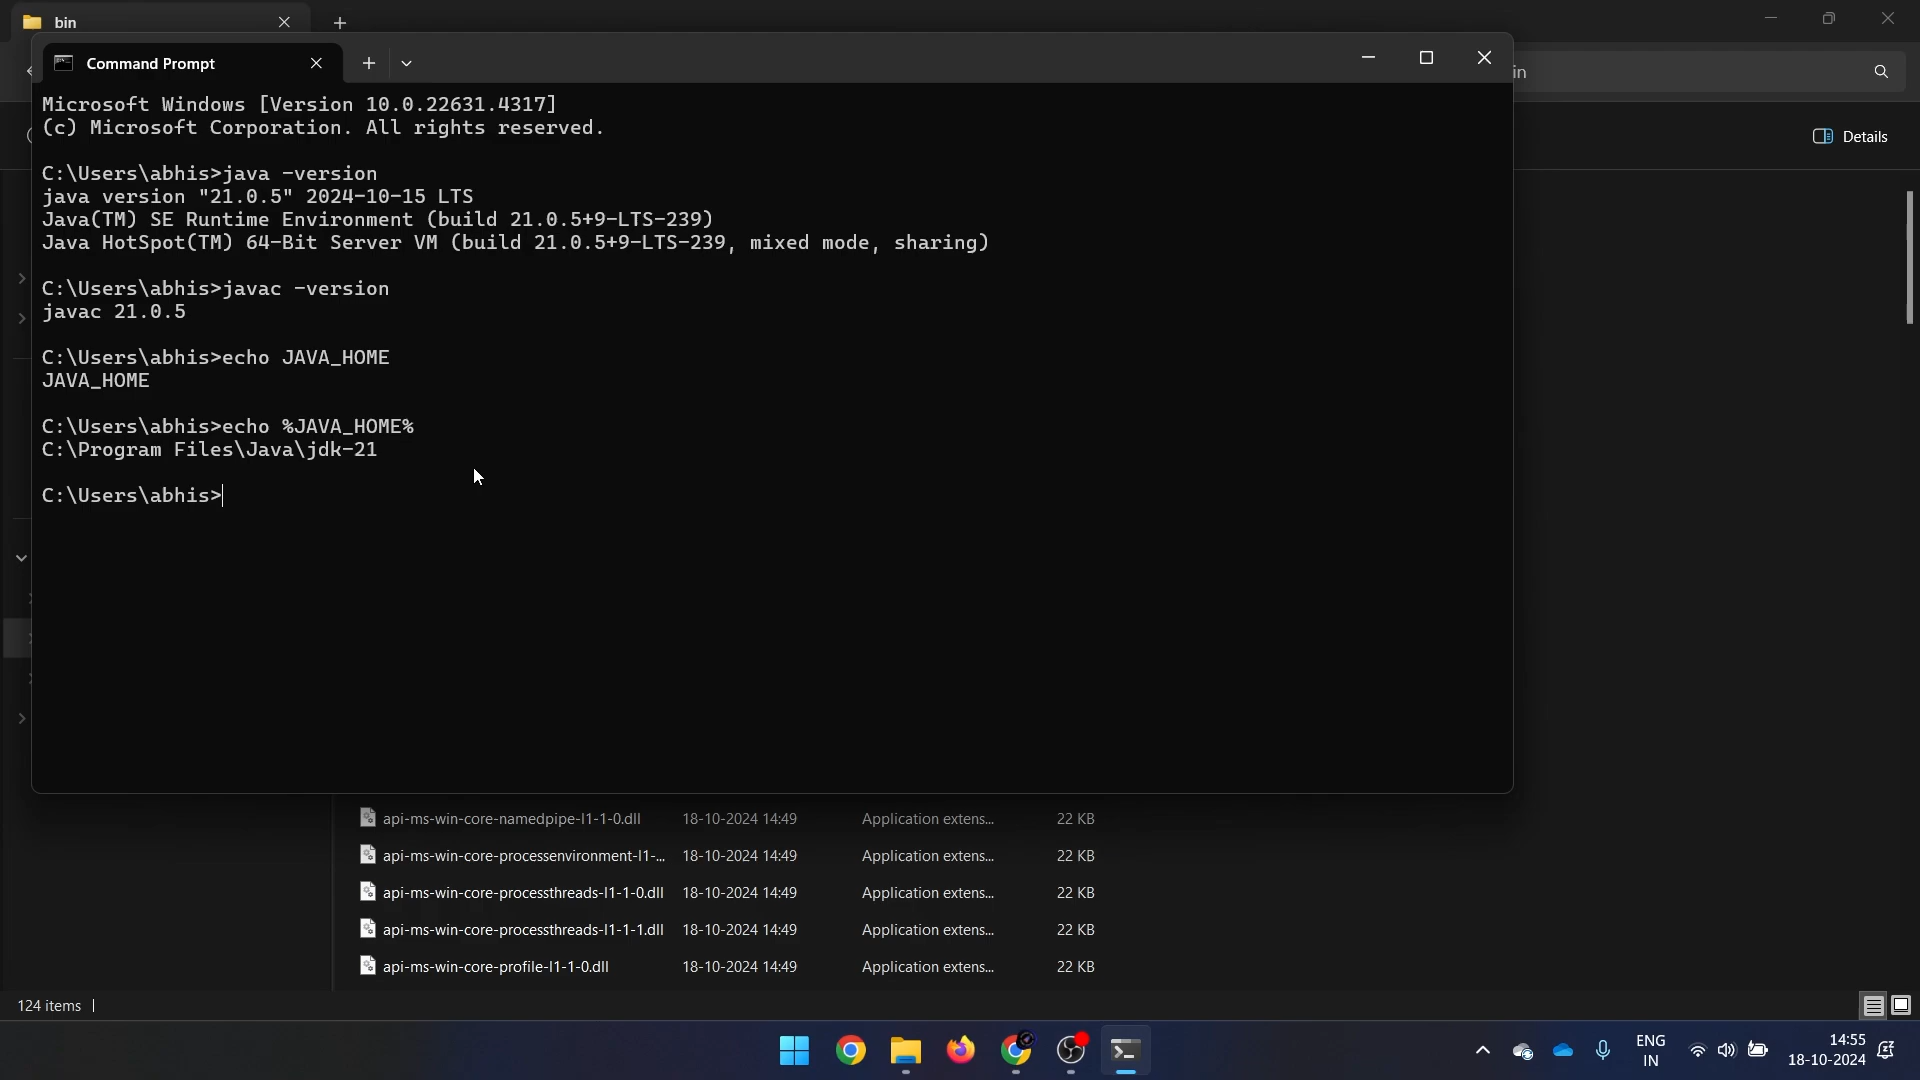 bin
in
Command Prompt
Details
Microsoft Windows [Version 10.0.22631.4317]
(c) Microsoft Corporation. All rights reserved.
C:\Users\abhis>java -version
java version "21.0.5" 2024-10-15 LTS
Java(TM) SE Runtime Environment (build 21.0.5+9-LTS-239)
Java HotSpot(TM) 64-Bit Server VM (build 21.0.5+9-LTS-239, mixed mode, sharing)
C:\Users\abhis>javac -version
javac 21.0.5
C:\Users\abhis>echo JAVA_HOME
JAVA_HOME
C:\Users\abhis>echo %JAVA_HOME%
C:\Program Files\Java\jdk-21
C:\Users\abhis>
api-ms-win-core-namedpipe-l1-1-0.dll 18-10-2024 14:49 Application extens... 22 KB
api-ms-win-core-processenvironment-l1-... 18-10-2024 14:49 Application extens... 22 KB
api-ms-win-core-processthreads-l1-1-0.dll 18-10-2024 14:49 Application extens... 22 KB
api-ms-win-core-processthreads-l1-1-1.dll 18-10-2024 14:49 Application extens... 22 KB
api-ms-win-core-profile-l1-1-0.dll 18-10-2024 14:49 Application extens... 22 KB
124 items
ENG 14:55
IN 18-10-2024